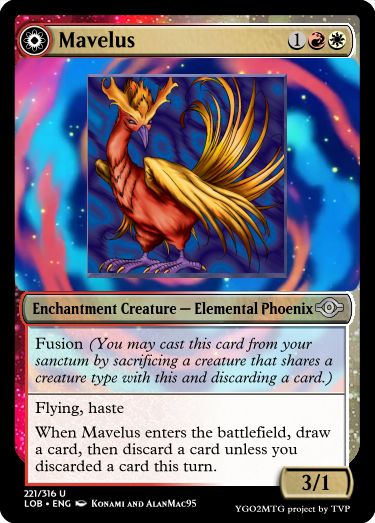 Mavelus 1
Enchantment Creature — Elemental Phoenix
Fusion (You may cast this card from your
sanctum by sacrificing a creature that shares a
creature type with this and discarding a card.)
Flying, haste
When Mavelus enters the battlefield, draw
a card, then discard a card unless you
discarded a card this turn.
3/1
221/316 U
LOB • ENG Konami and AlanMac95
YGO2MTG project by TVP